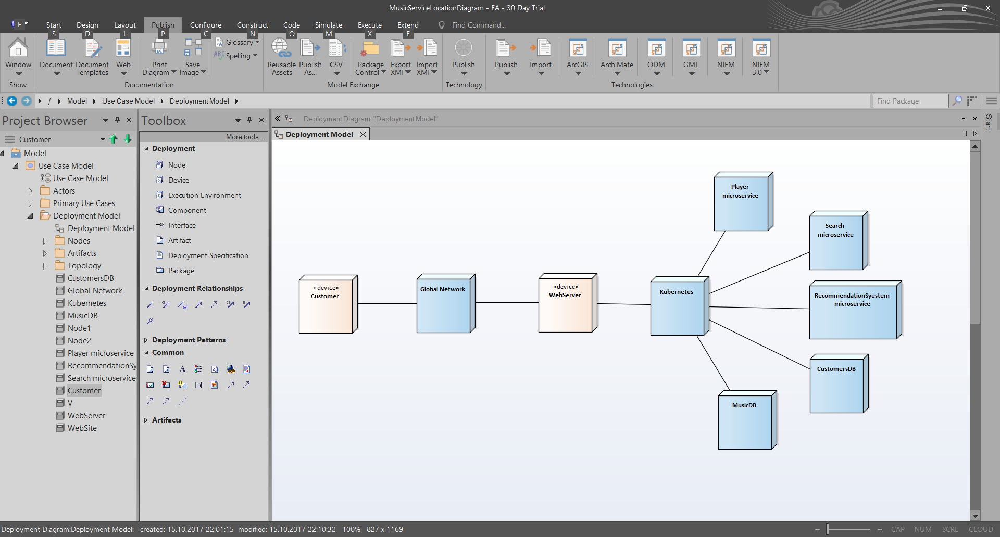 MusicServiceLocationDiagram - EA - 30 Day Trial
F
Start Design Layout Publish Configure Construct Code Simulate Execute Extend Find Command...
S D L P C N O M X E
Window
Document
Document Templates
Web
Print Diagram
Save Image
Glossary
ABC Spelling
Reusable Assets
Publish As...
CSV
Package Control
Export XMI
Import XMI
Publish
Publish
Import
ArcGIS
ArchiMate
ODM
GML
NIEM
NIEM 3.0
Show Documentation Model Exchange Technology Technologies
/ Model Use Case Model Deployment Model
Find Package
Project Browser
Customer
Model
Use Case Model
Use Case Model
Actors
Primary Use Cases
Deployment Model
Deployment Model
Nodes
Artifacts
Topology
CustomersDB
Global Network
Kubernetes
MusicDB
Node1
Node2
Player microservice
RecommendationSy
Search microservice
Customer
V
WebServer
WebSite
Toolbox
More tools...
Deployment
Node
Device
Execution Environment
Component
Interface
Artifact
Deployment Specification
Package
Deployment Relationships
Deployment Patterns
Common
Artifacts
Deployment Diagram: "Deployment Model"
Deployment Model
Start
Player
microservice
Search
microservice
«device»
Customer
Global Network
«device»
WebServer
Kubernetes
RecommendationSyestem
microservice
CustomersDB
MusicDB
Deployment Diagram:Deployment Model: created: 15.10.2017 22:01:15 modified: 15.10.2017 22:10:32 100% 827 x 1169
CAP NUM SCRL CLOUD